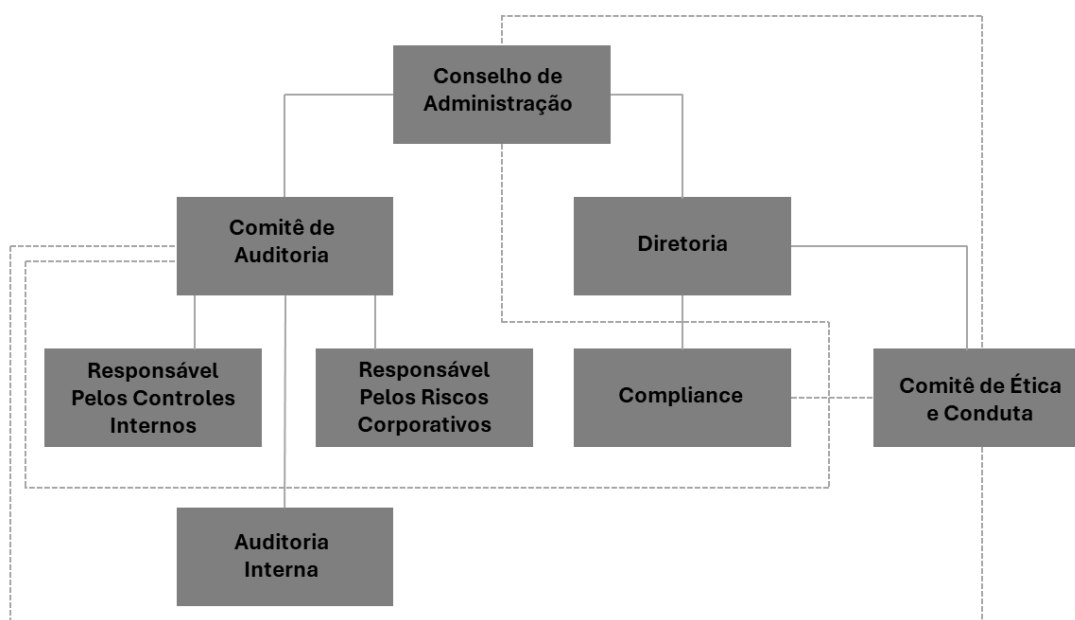 Conselho de
Administração
Comitê de
Auditoria
Diretoria
Responsável
Pelos Controles
Internos
Responsável
Pelos Riscos
Corporativos
Compliance
Comitê de Ética
e Conduta
Auditoria
Interna